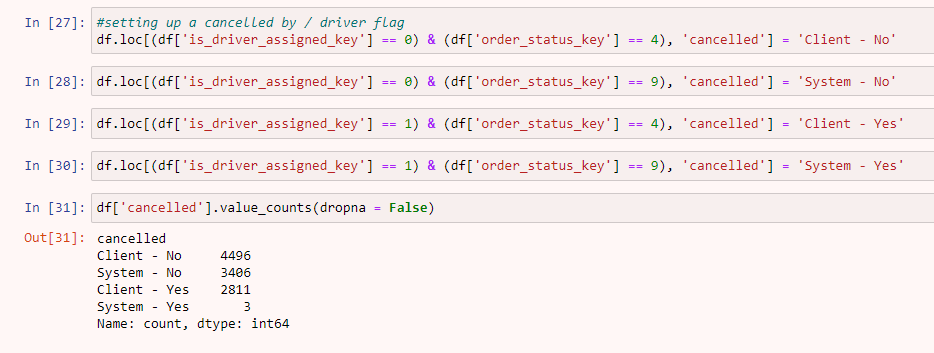 In [27]: #setting up a cancelled by / driver flag
df.loc[(df['is_driver_assigned_key'] == 0) & (df['order_status_key'] == 4), 'cancelled'] = 'Client - No'
In [28]: df.loc[(df['is_driver_assigned_key'] == 0) & (df['order_status_key'] == 9), 'cancelled'] = 'System - No'
In [29]: df.loc[(df['is_driver_assigned_key'] == 1) & (df['order_status_key'] == 4), 'cancelled'] = 'Client - Yes'
In [30]: df.loc[(df['is_driver_assigned_key'] == 1) & (df['order_status_key'] == 9), 'cancelled'] = 'System - Yes'
In [31]: df['cancelled'].value_counts(dropna = False)
Out[31]: cancelled
Client - No     4496
System - No     3406
Client - Yes    2811
System - Yes       3
Name: count, dtype: int64